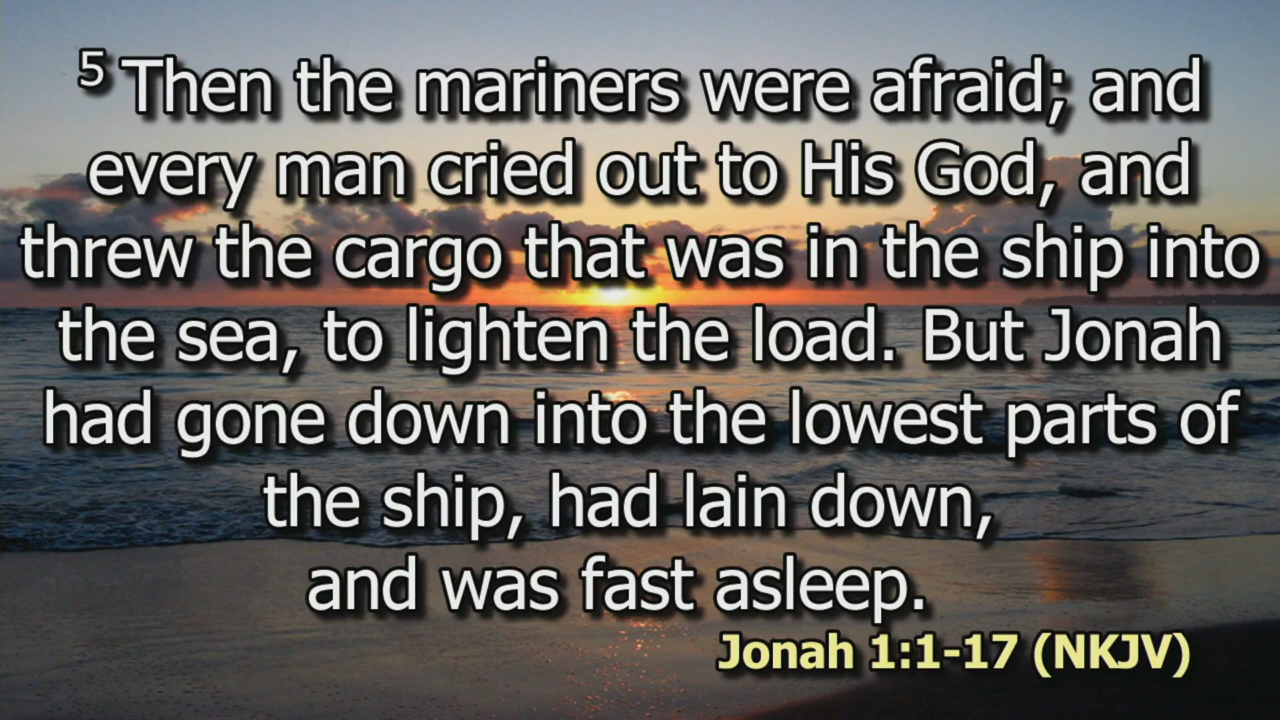 5 Then the mariners were afraid; and
every man cried out to His God, and
threw the cargo that was in the ship into
the sea, to lighten the load. But Jonah
had gone down into the lowest parts of
the ship, had lain down,
and was fast asleep.
Jonah 1:1-17 (NKJV)